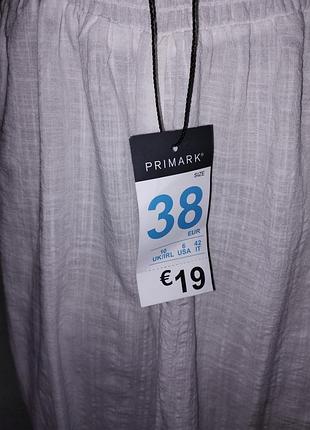 PRIMARK®
SIZE
38
EUR
10 6 42
UK/IRL USA IT
€19